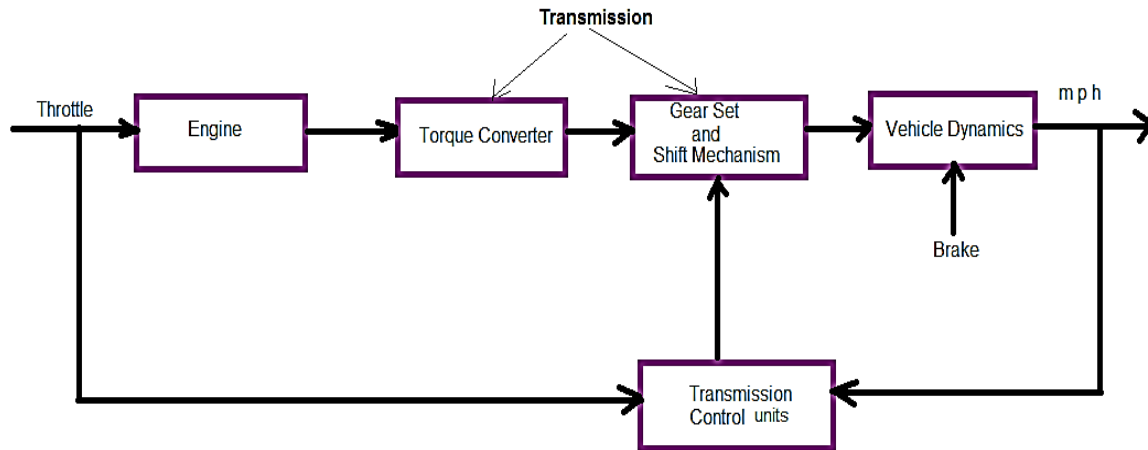 Transmission
Throttle
Engine
Torque Converter
Gear Set
and
Shift Mechanism
Vehicle Dynamics
m p h
Brake
Transmission
Control units